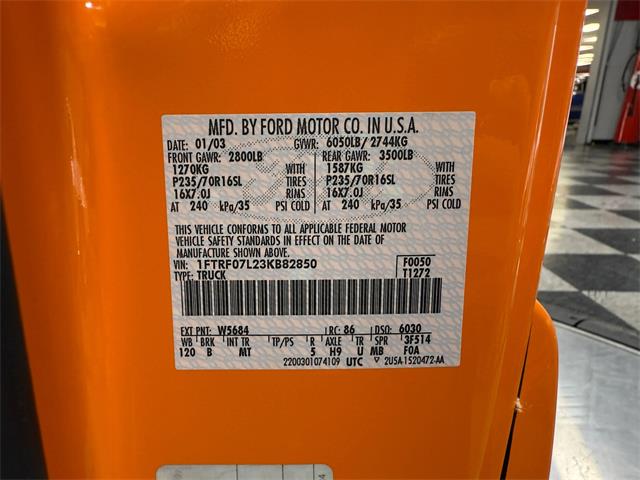 MFD. BY FORD MOTOR CO. IN U.S.A.
DATE: 01/03 GVWR: 6050LB/ 2744KG
FRONT GAWR: 2800LB REAR GAWR: 3500LB
1270KG WITH 1587KG WITH
P235/70R16SL TIRES P235/70R16SL TIRES
16X7.0J RIMS 16X7.0J RIMS
AT 240 kPa/35 PSI COLD AT 240 kPa/35 PSI COLD
THIS VEHICLE CONFORMS TO ALL APPLICABLE FEDERAL MOTOR
VEHICLE SAFETY STANDARDS IN EFFECT ON THE DATE OF
MANUFACTURE SHOWN ABOVE.
VIN: 1FTRF07L23KB82850 F0050
TYPE: TRUCK T1272
EXT PNT: W5684 RC: 86 DSO: 6030
WB BRK INT TR TP/PS R AXLE TR SPR 3F514
120 B MT 5 H9 U MB F0A
2200301074109 UTC ▽ 2U5A-1520472-AA